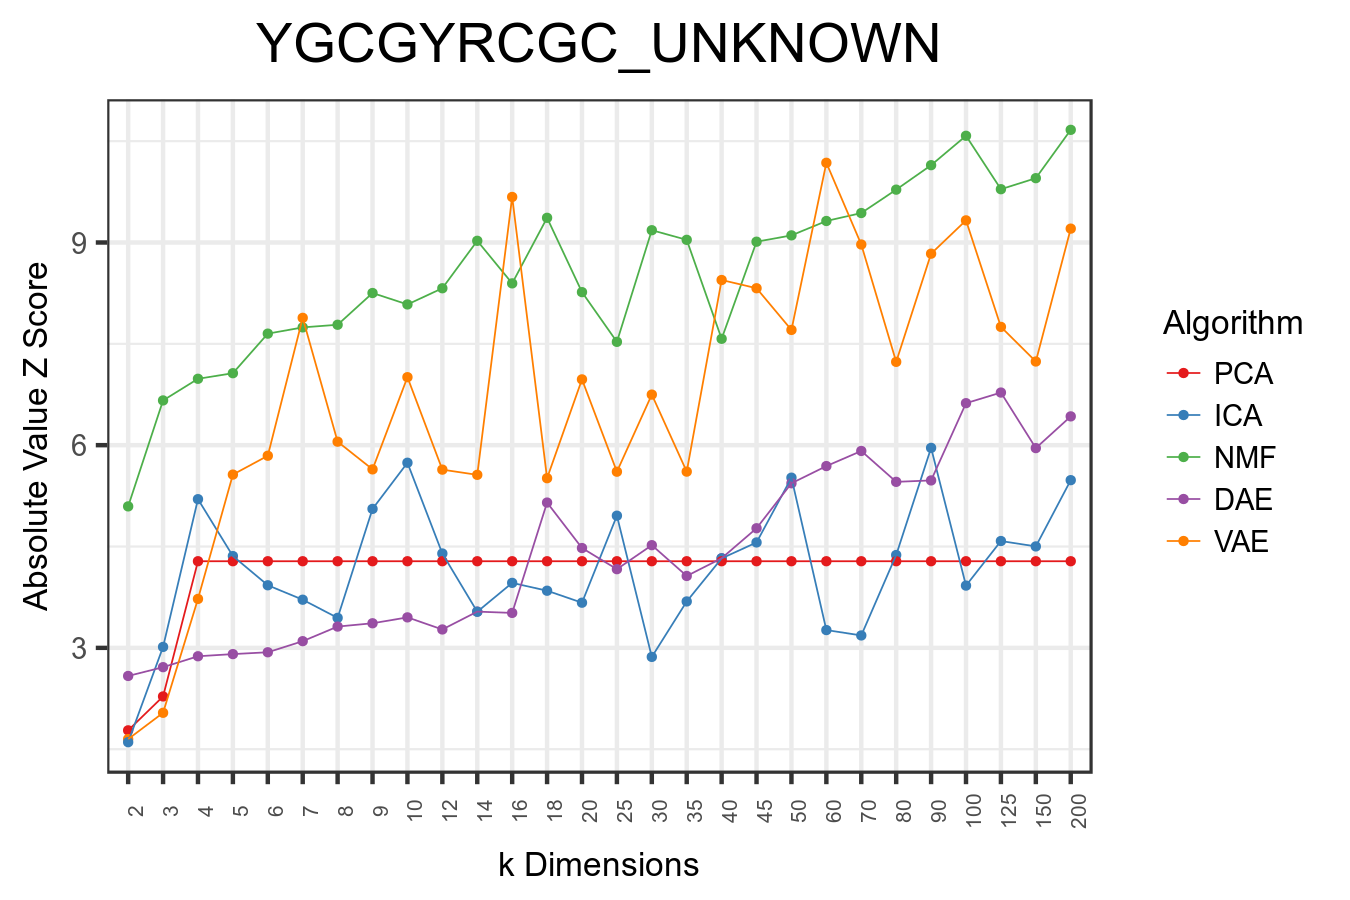 YGCGYRCGC_UNKNOWN
Absolute Value Z Score
9
6
3
2 3 4 5 6 7 8 9 10 12 14 16 18 20 25 30 35 40 45 50 60 70 80 90 100 125 150 200
k Dimensions
Algorithm
PCA
ICA
NMF
DAE
VAE